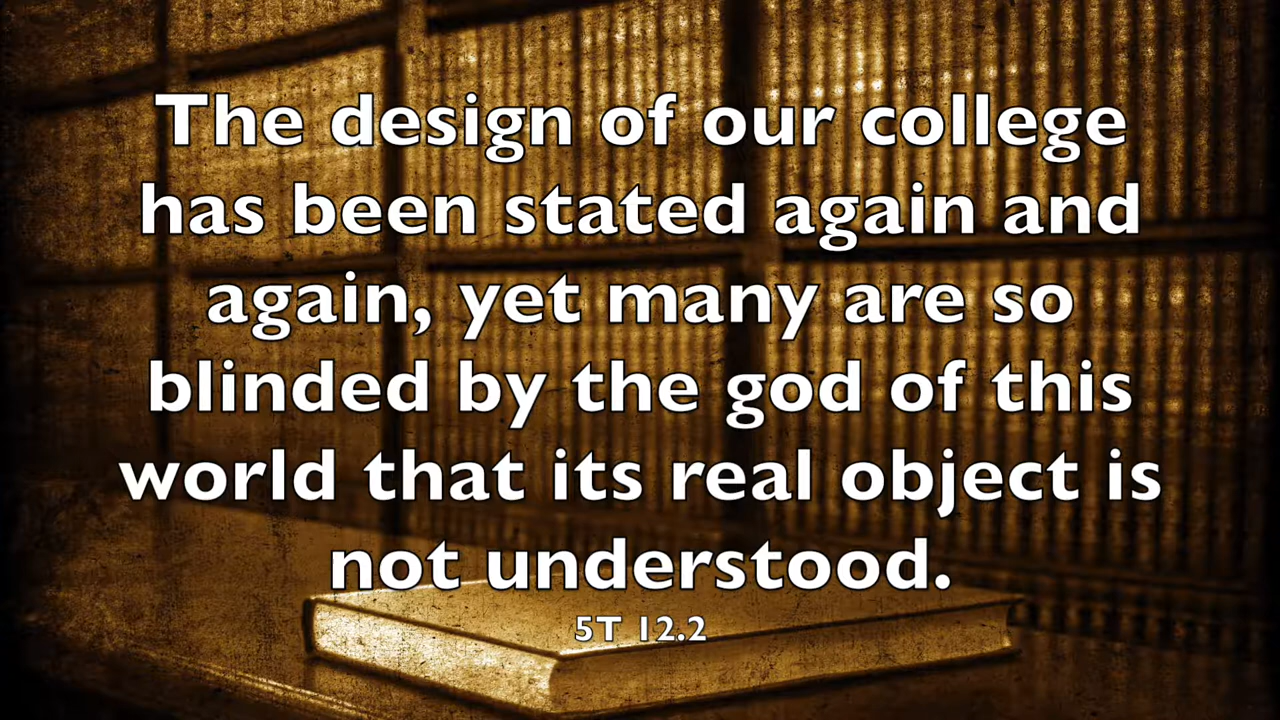 The design of our college
has been stated again and
again, yet many are so
blinded by the god of this
world that its real object is
not understood.
5T 12.2